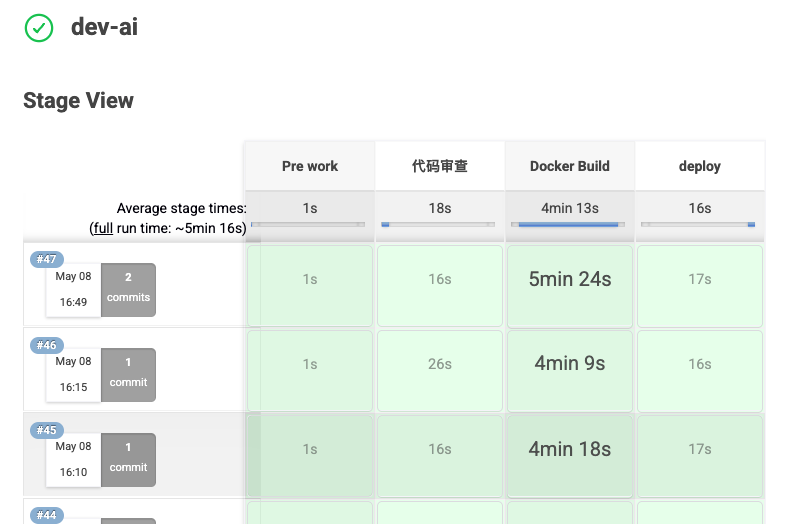 dev-ai
Stage View
Pre work 代码审查 Docker Build deploy
Average stage times: 1s 18s 4min 13s 16s
(full run time: ~5min 16s)
#47
May 08 2
16:49 commits
1s 16s 5min 24s 17s
#46
May 08 1
16:15 commit
1s 26s 4min 9s 16s
#45
May 08 1
16:10 commit
1s 16s 4min 18s 17s
#44